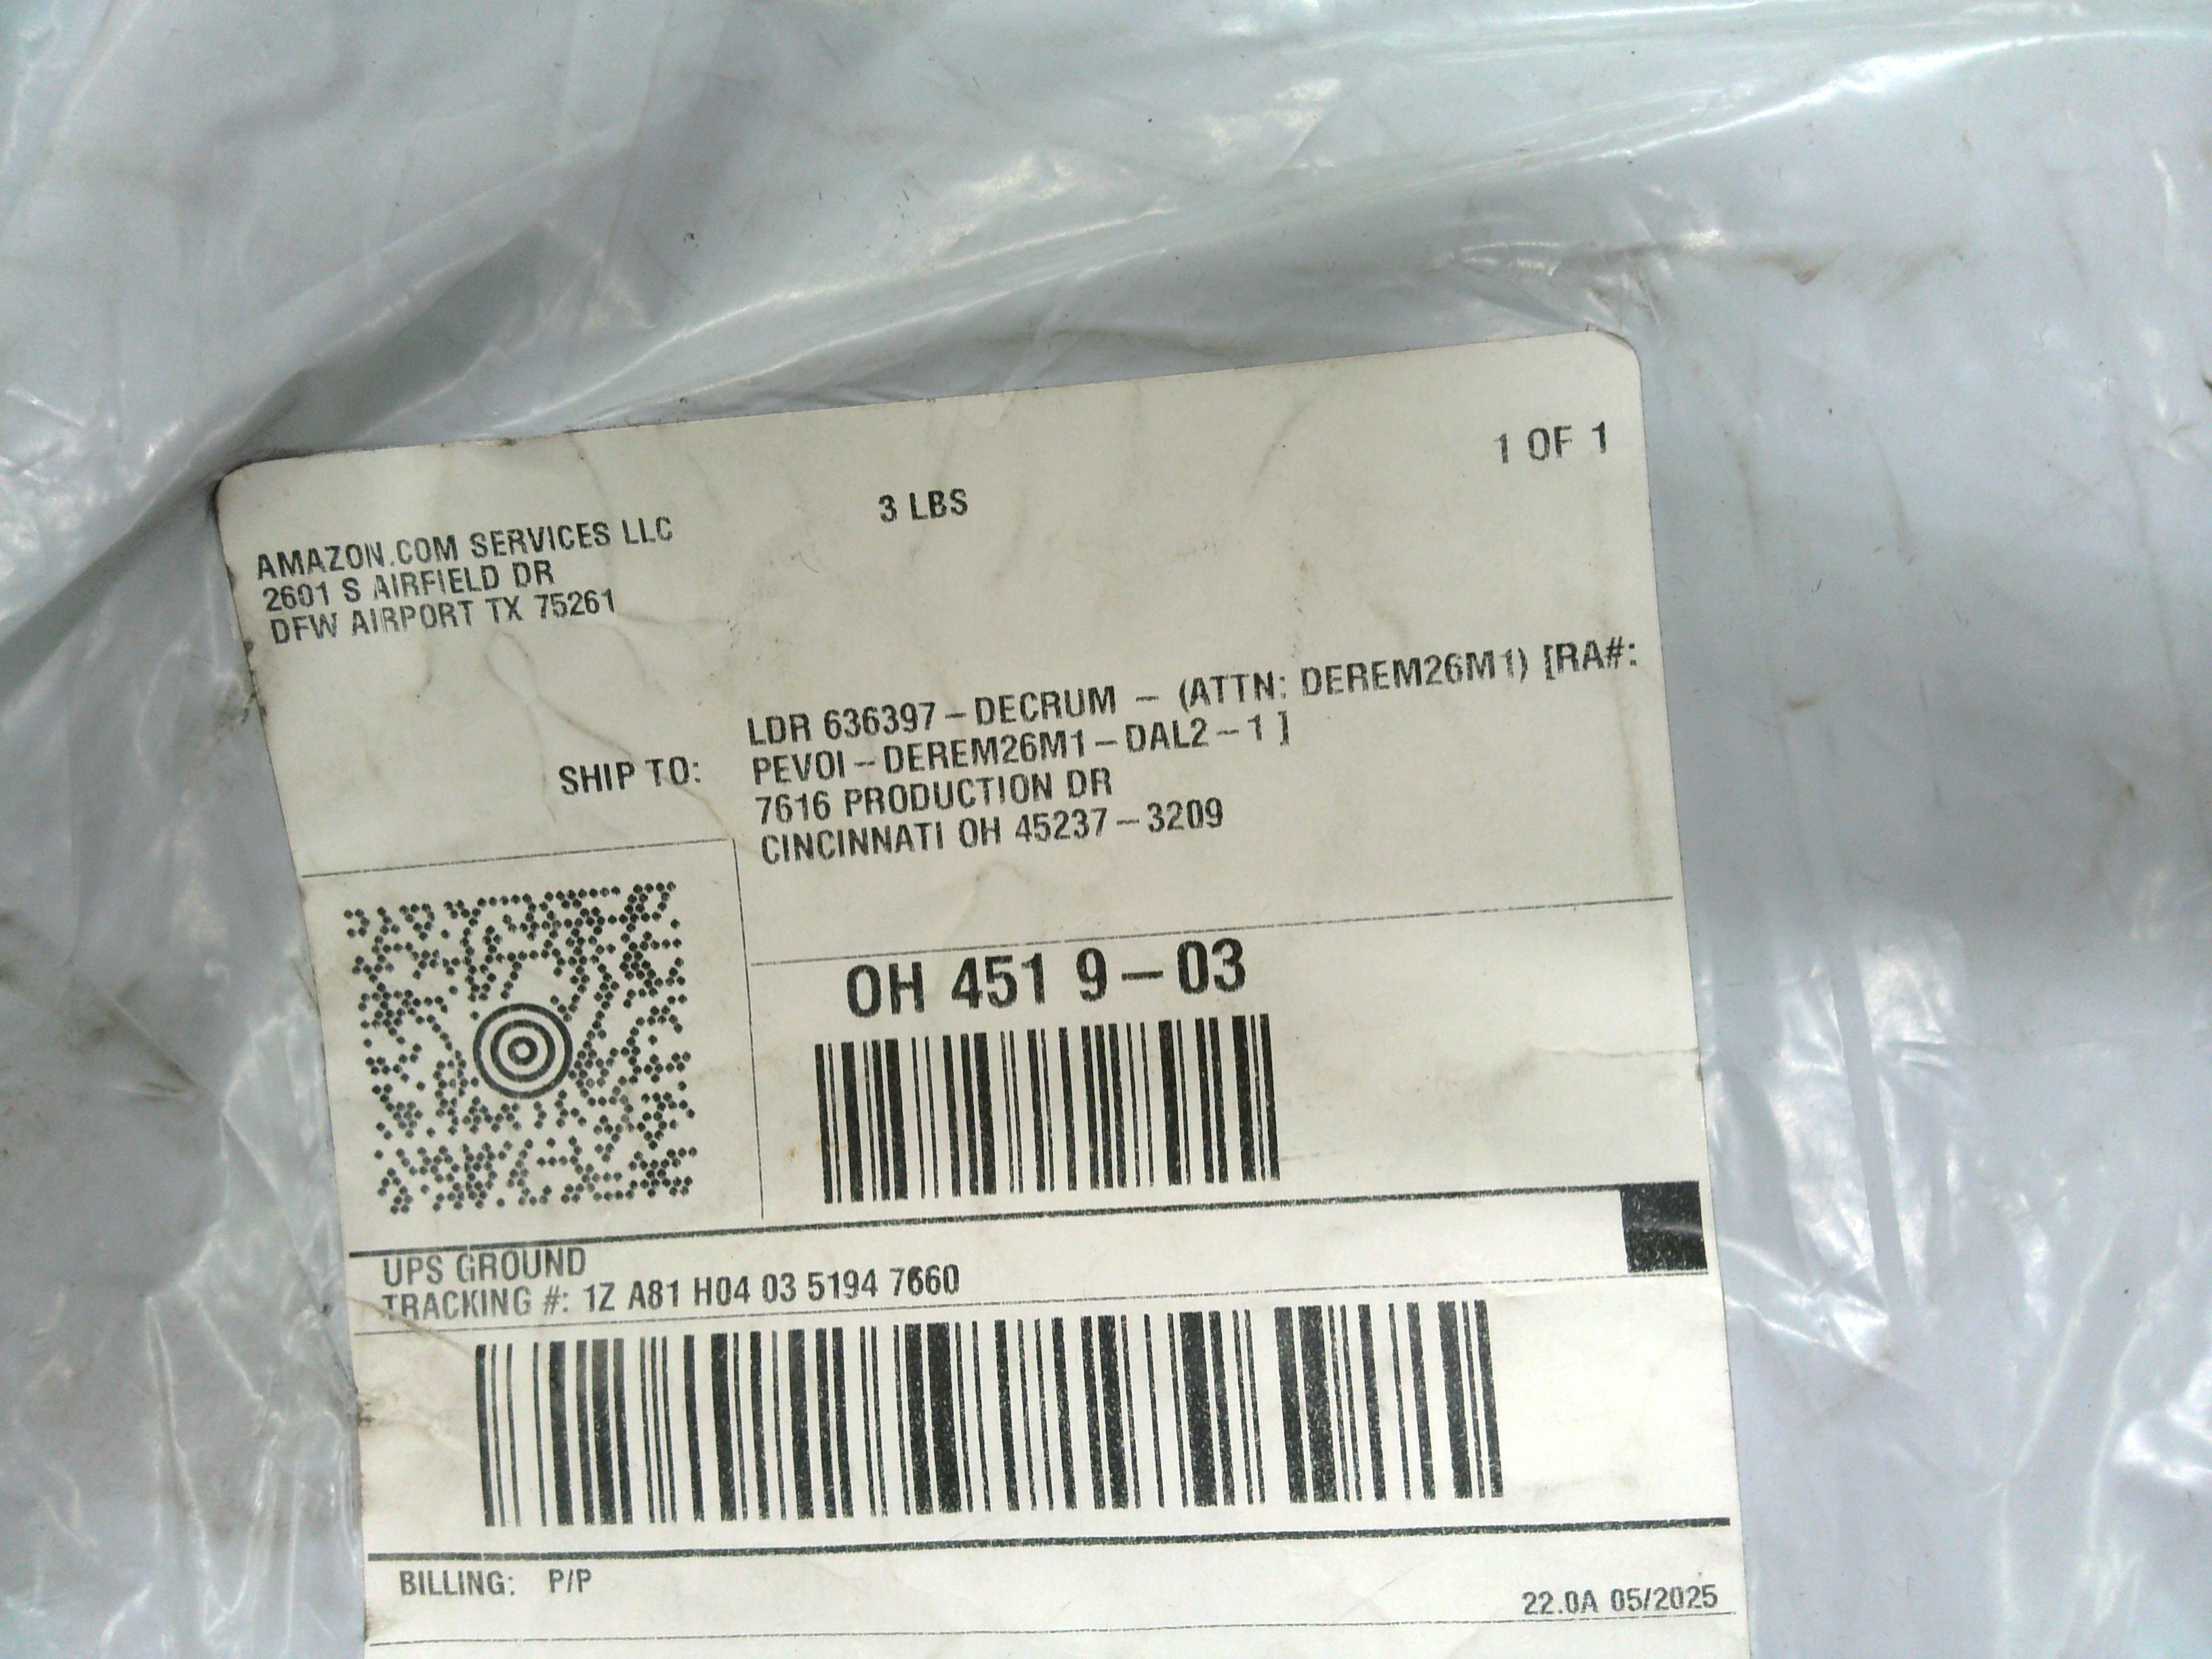 1 OF 1
3 LBS
AMAZON.COM SERVICES LLC
2601 S AIRFIELD DR
DFW AIRPORT TX 75261
SHIP TO:
LDR 636397-DECRUM - (ATTN: DEREM26M1) [RA#:
PEVOI-DEREM26M1-DAL2-1 ]
7616 PRODUCTION DR
CINCINNATI OH 45237-3209
OH 451 9-03
UPS GROUND
TRACKING #: 1Z A81 H04 03 5194 7660
BILLING: P/P
22.0A 05/2025